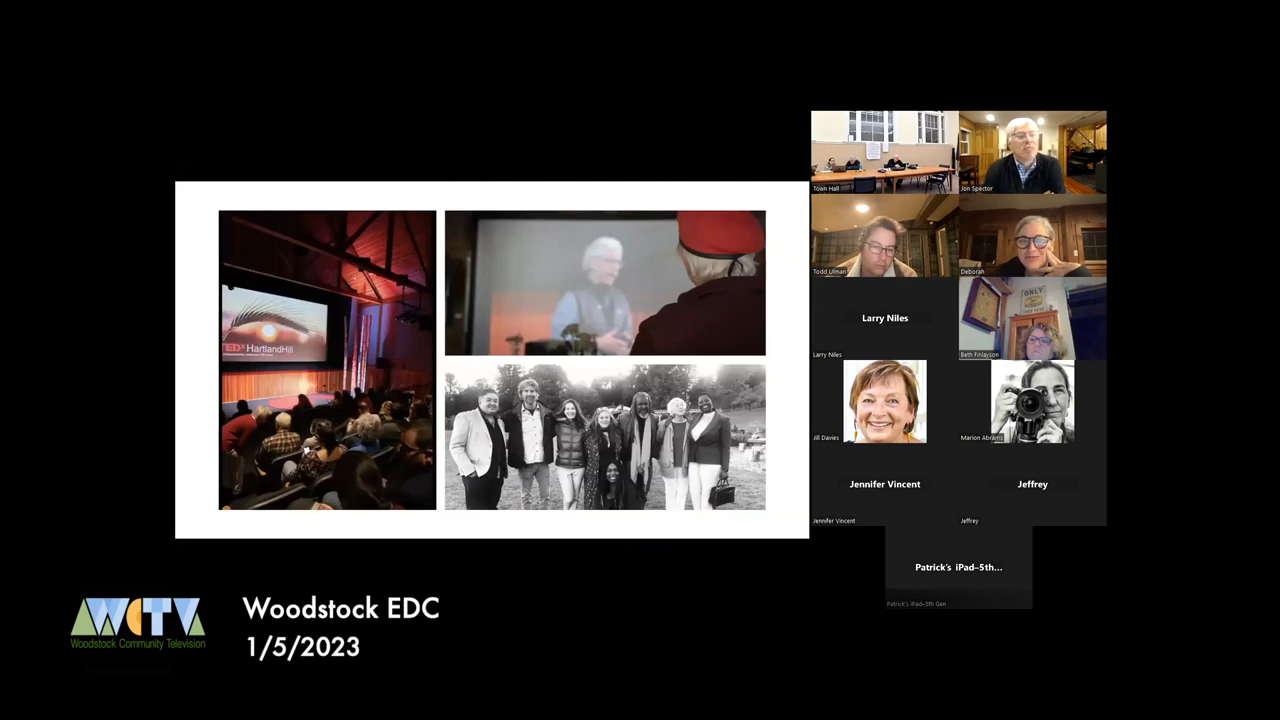 TEDx HartlandHill
ONLY
Town Hall
Jon Spector
Todd Ulman
Deborah
Larry Niles
Larry Niles
Beth Finlayson
Jill Davies
Marion Abrams
Jennifer Vincent
Jennifer Vincent
Jeffrey
Jeffrey
Patrick's iPad–5th...
Patrick's iPad–5th Gen
WCTV
Woodstock Community Television
Woodstock EDC
1/5/2023